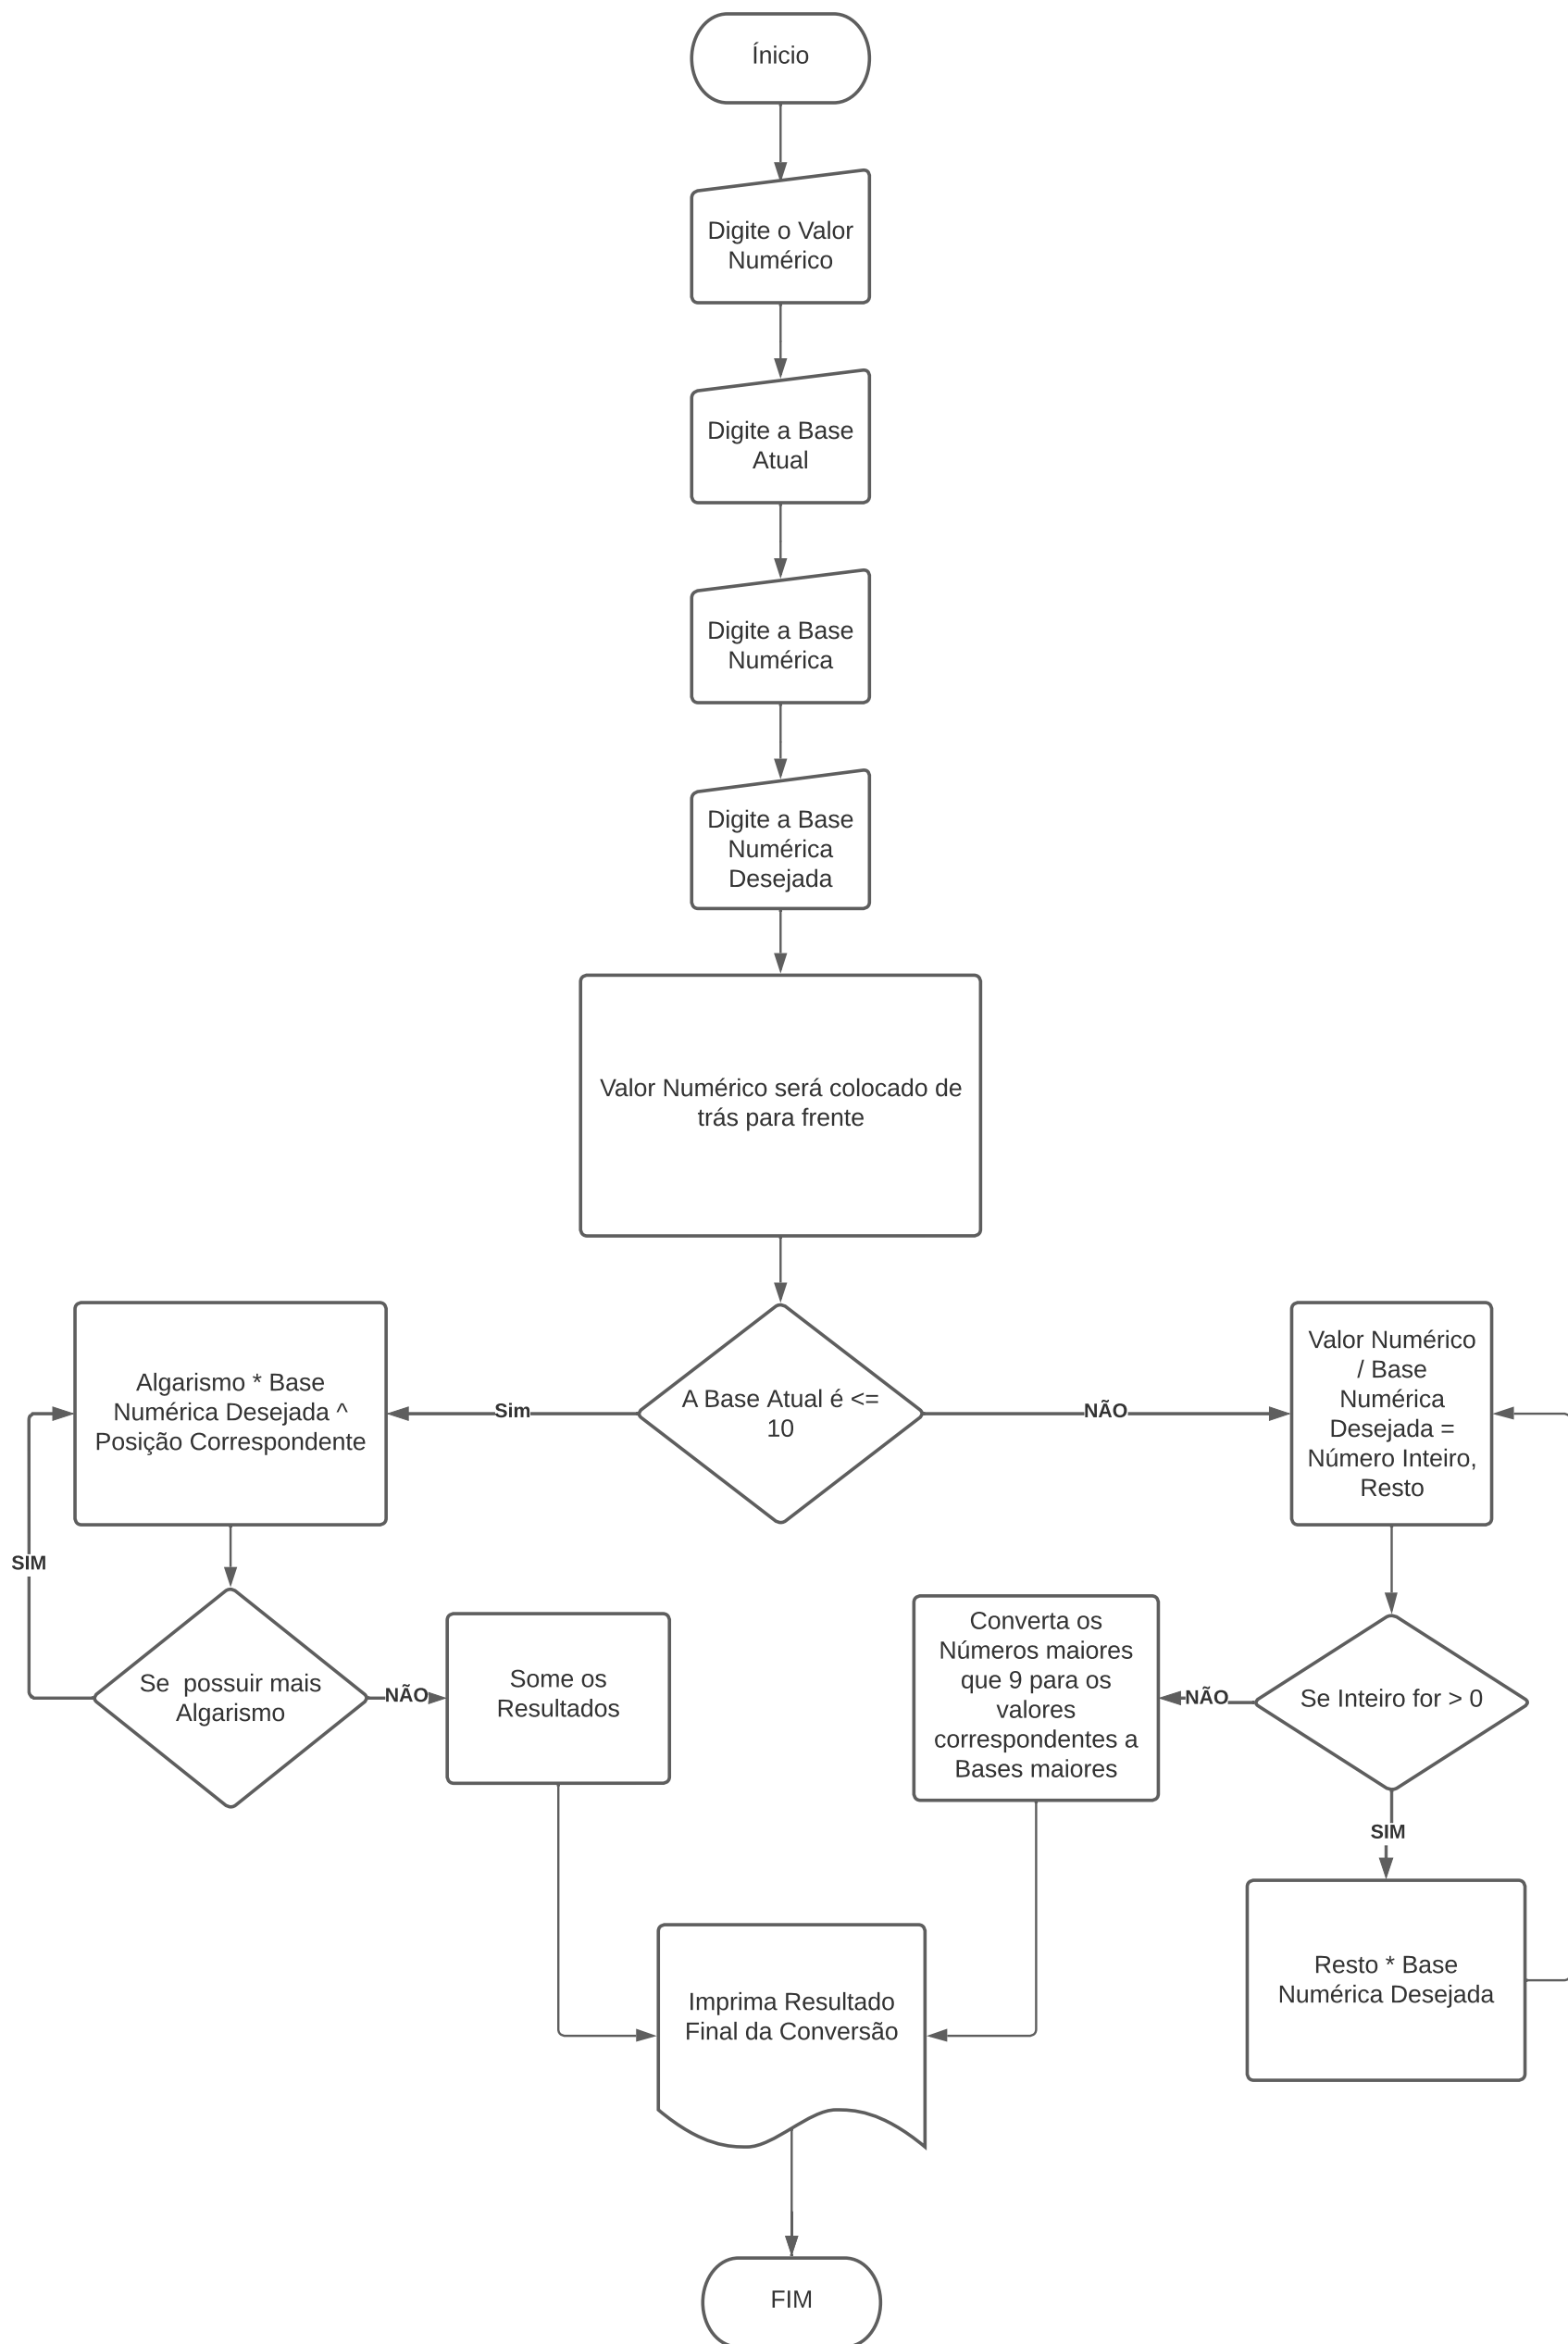 Ínicio
Digite o Valor
Numérico
Digite a Base
Atual
Digite a Base
Numérica
Digite a Base
Numérica
Desejada
Valor Numérico será colocado de
trás para frente
A Base Atual é <=
10
Sim
NÃO
Algarismo * Base
Numérica Desejada ^
Posição Correspondente
SIM
Se  possuir mais
Algarismo
NÃO
Some os
Resultados
Valor Numérico
/ Base
Numérica
Desejada =
Número Inteiro,
Resto
Se Inteiro for > 0
NÃO
Converta os
Números maiores
que 9 para os
valores
correspondentes a
Bases maiores
SIM
Resto * Base
Numérica Desejada
Imprima Resultado
Final da Conversão
FIM